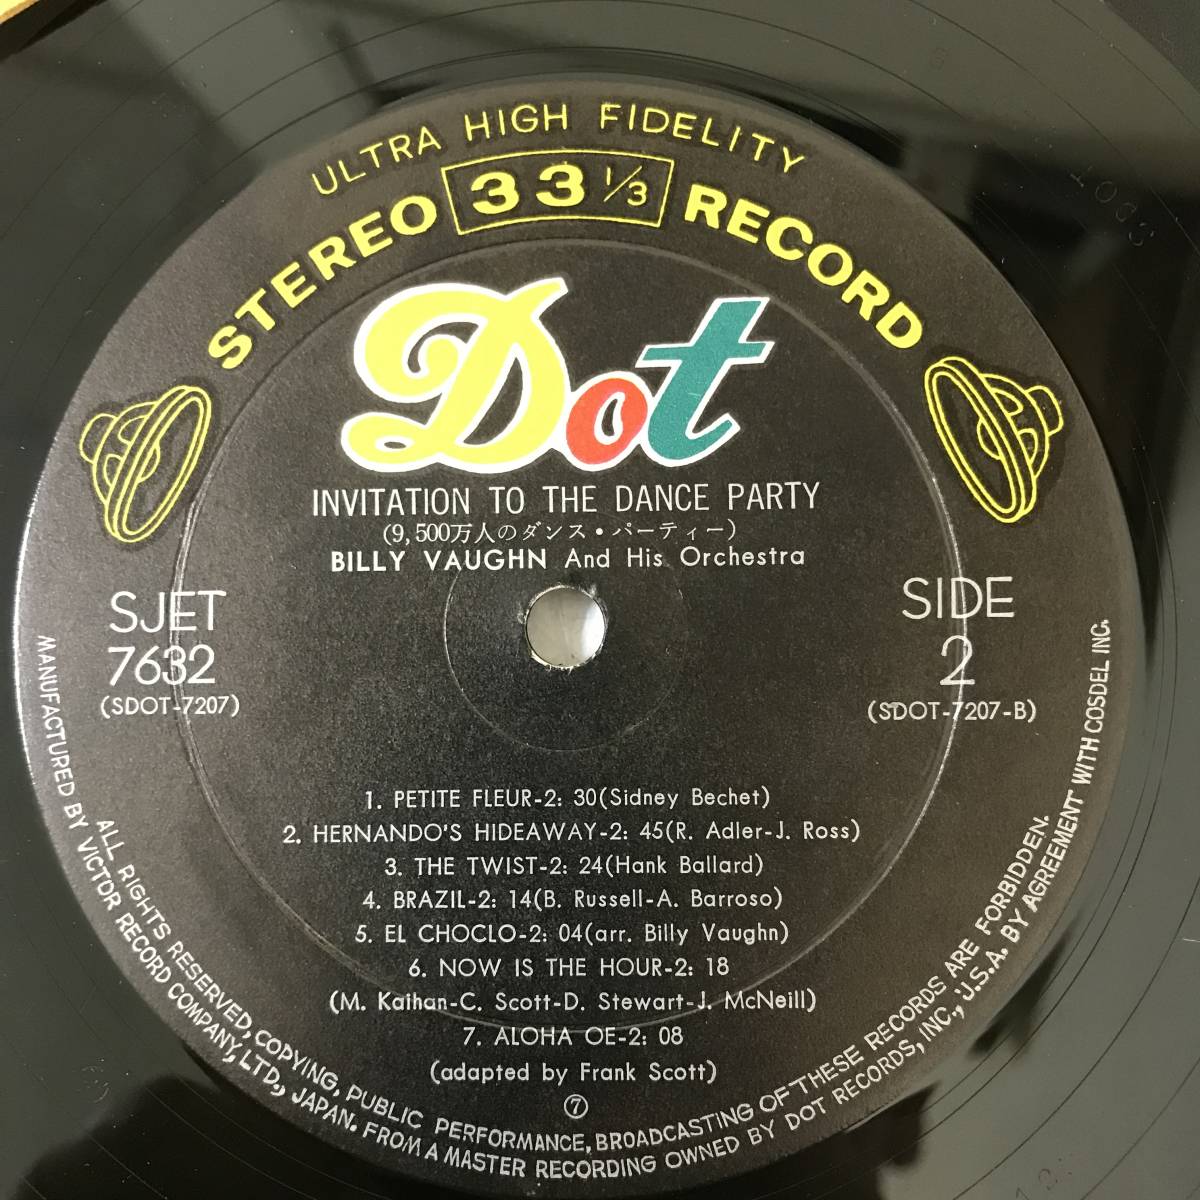 ULTRA HIGH FIDELITY
STEREO 33 1/3 RECORD
Dot
INVITATION TO THE DANCE PARTY
(9,500万人のダンス・パーティー)
BILLY VAUGHN And His Orchestra
SJET
7632
(SDOT-7207)
SIDE
2
(SDOT-7207-B)
1. PETITE FLEUR-2: 30(Sidney Bechet)
2. HERNANDO'S HIDEAWAY-2: 45(R. Adler-J. Ross)
3. THE TWIST-2: 24(Hank Ballard)
4. BRAZIL-2: 14(B. Russell-A. Barroso)
5. EL CHOCLO-2: 04(arr. Billy Vaughn)
6. NOW IS THE HOUR-2: 18
(M. Kaihan-C. Scott-D. Stewart-J. McNeill)
7. ALOHA OE-2: 08
(adapted by Frank Scott)
⑦
ALL RIGHTS RESERVED, COPYING, PUBLIC PERFORMANCE, BROADCASTING OF THESE RECORDS ARE FORBIDDEN.
MANUFACTURED BY VICTOR RECORD COMPANY, LTD., JAPAN. FROM A MASTER RECORDING OWNED BY DOT RECORDS, INC., U.S.A. BY AGREEMENT WITH COSDEL INC.